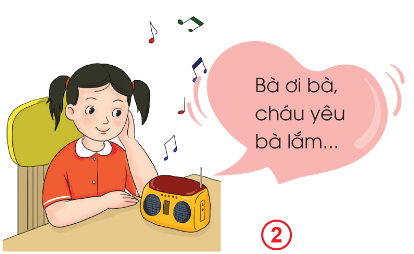 Bà ơi bà,
cháu yêu
bà lắm...
2